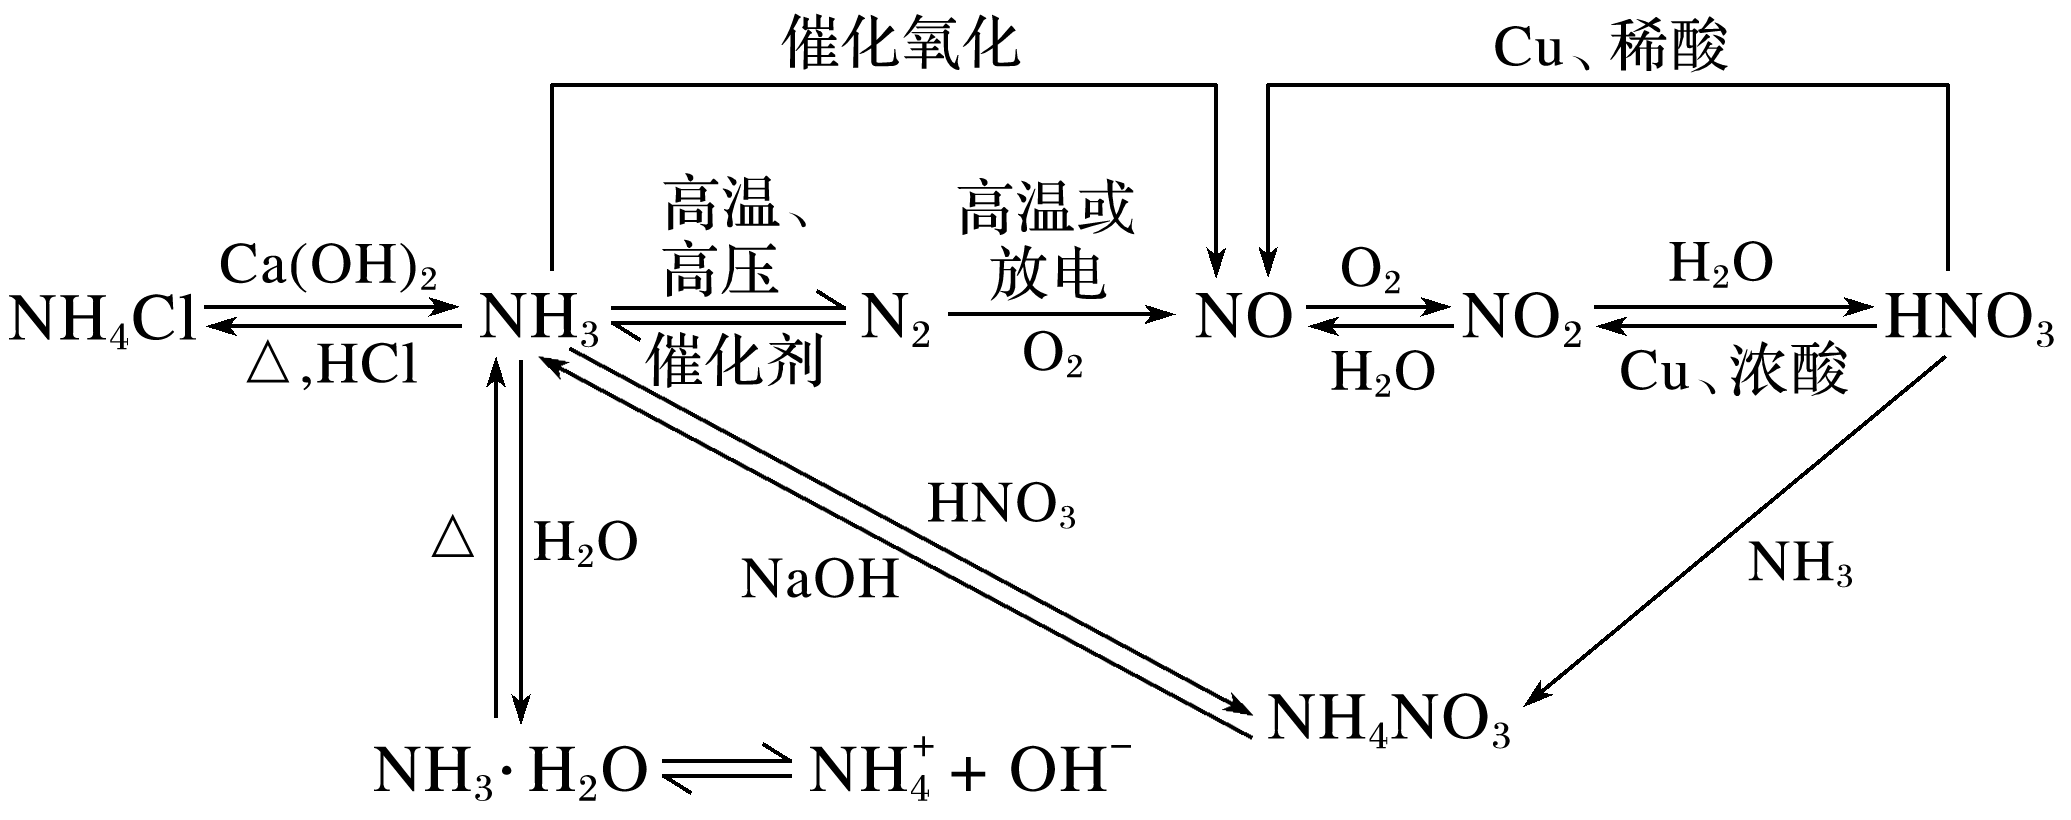 催化氧化
Cu、稀酸
高温、
高压
高温或
放电
Ca(OH)₂
O₂
H₂O
NH₄Cl
NH₃
N₂
NO
NO₂
HNO₃
△,HCl
催化剂
O₂
H₂O
Cu、浓酸
△
H₂O
HNO₃
NaOH
NH₃
NH₄NO₃
NH₃·H₂O ⇌ NH₄⁺ + OH⁻